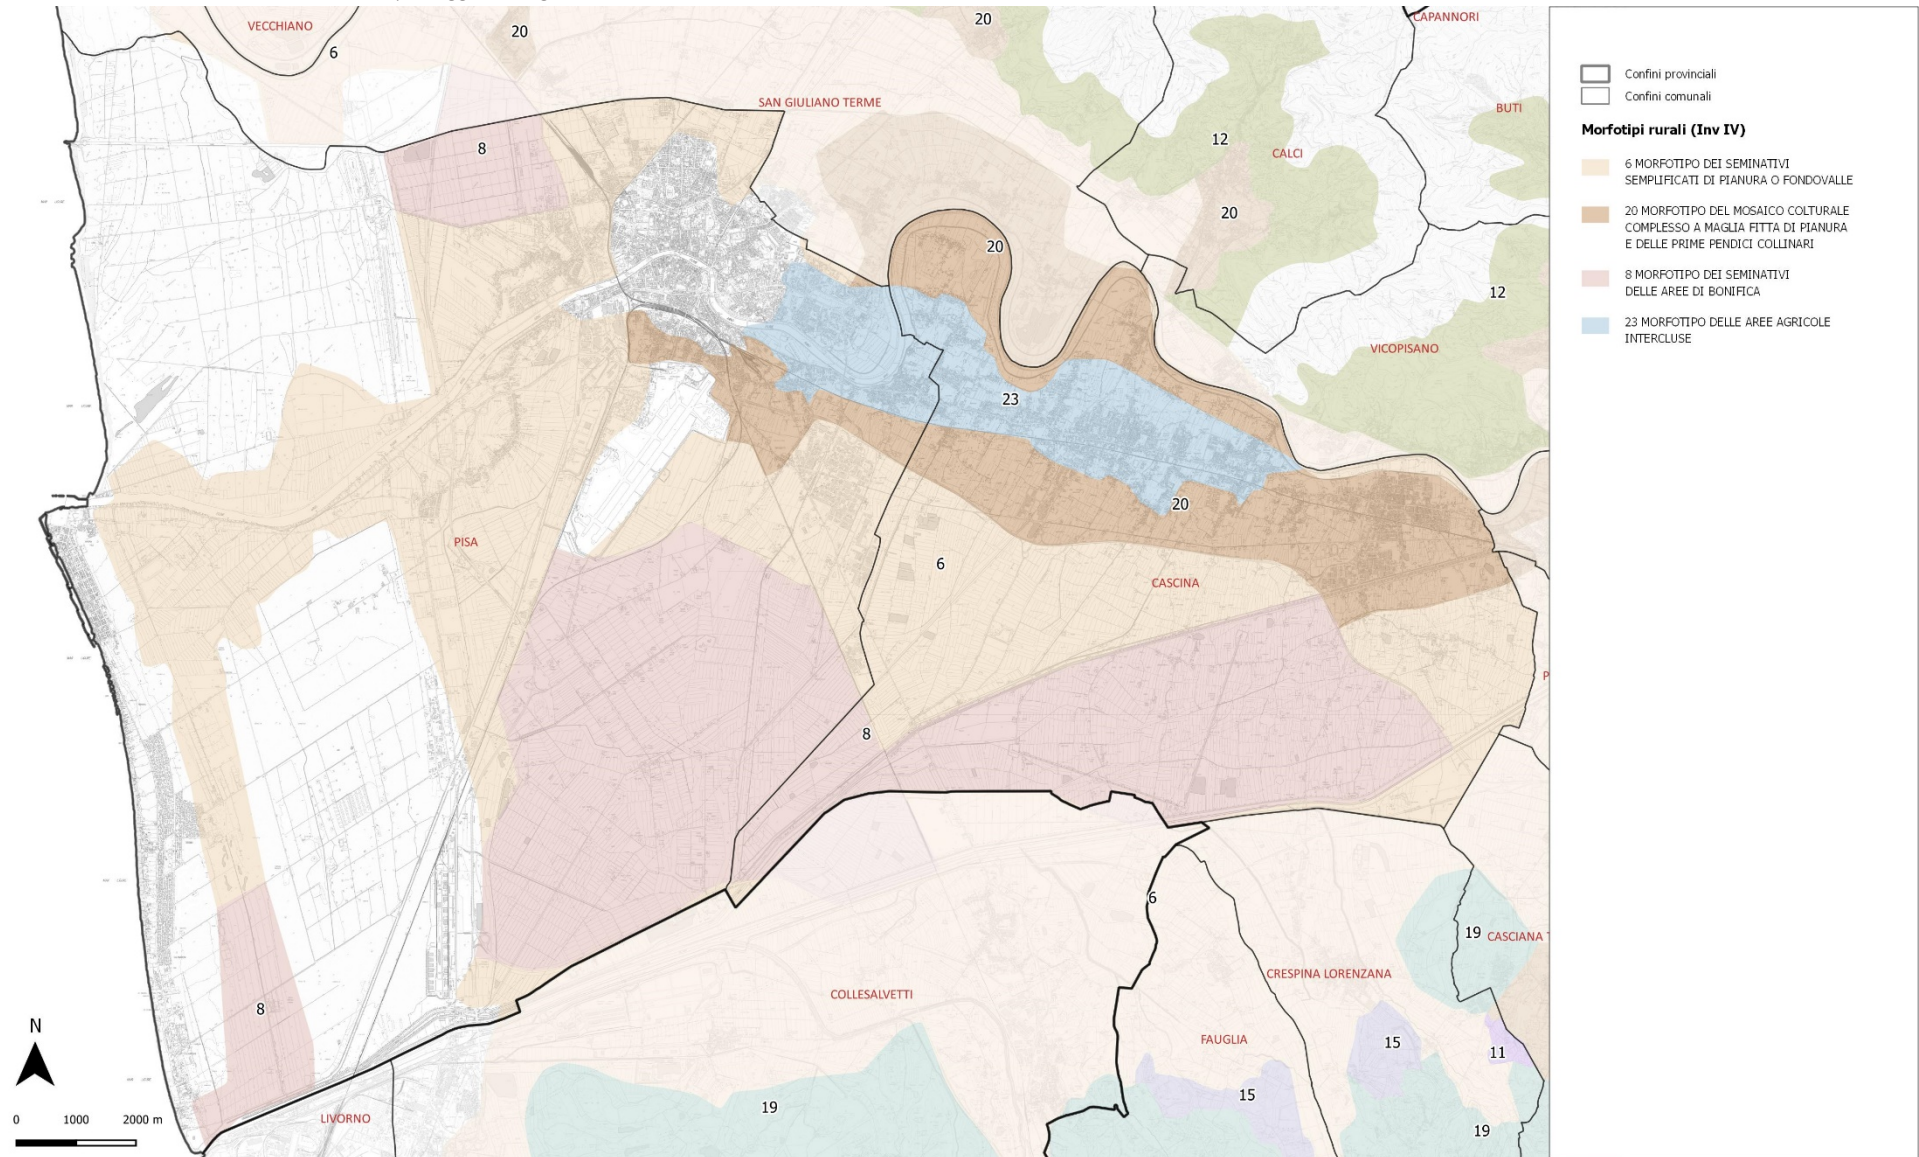 VECCHIANO
6
20
20
CAPANNORI
SAN GIULIANO TERME
BUTI
8
12
CALCI
20
20
12
VICOPISANO
23
20
PISA
6
CASCINA
P
8
6
19
CASCIANA T
CRESPINA LORENZANA
COLLESALVETTI
8
FAUGLIA
15
11
15
19
LIVORNO
19
N
0 1000 2000 m
Confini provinciali
Confini comunali
Morfotipi rurali (Inv IV)
6 MORFOTIPO DEI SEMINATIVI
SEMPLIFICATI DI PIANURA O FONDOVALLE
20 MORFOTIPO DEL MOSAICO COLTURALE
COMPLESSO A MAGLIA FITTA DI PIANURA
E DELLE PRIME PENDICI COLLINARI
8 MORFOTIPO DEI SEMINATIVI
DELLE AREE DI BONIFICA
23 MORFOTIPO DELLE AREE AGRICOLE
INTERCLUSE